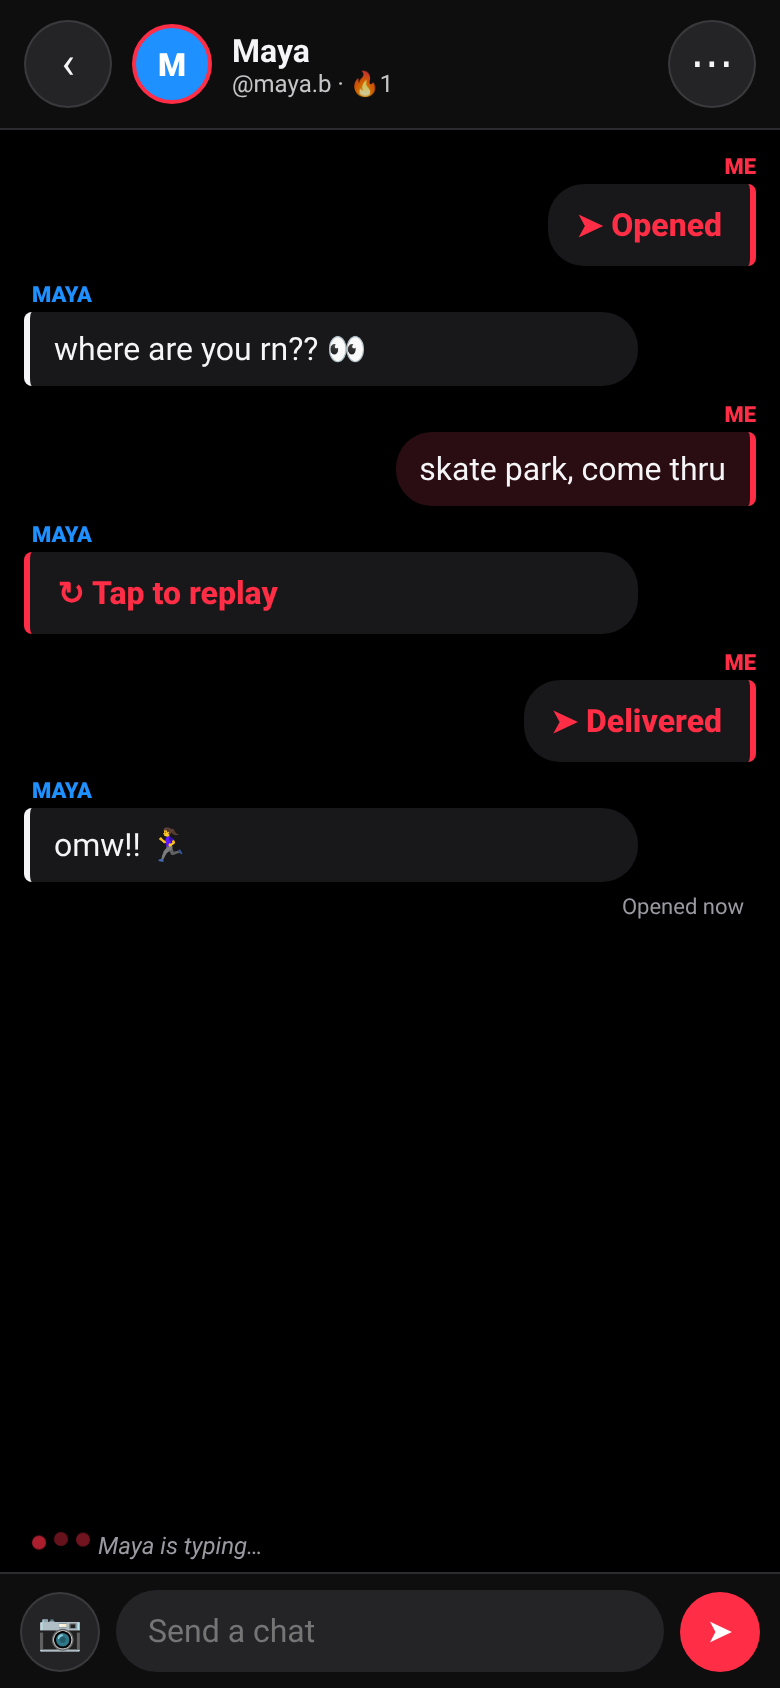 ‹
M
Maya
@maya.b · 🔥1
⋯
ME
➤ Opened
MAYA
where are you rn?? 👀
ME
skate park, come thru
MAYA
↻ Tap to replay
ME
➤ Delivered
MAYA
omw!! 🏃‍♀️
Opened now
Maya is typing…
Send a chat
➤